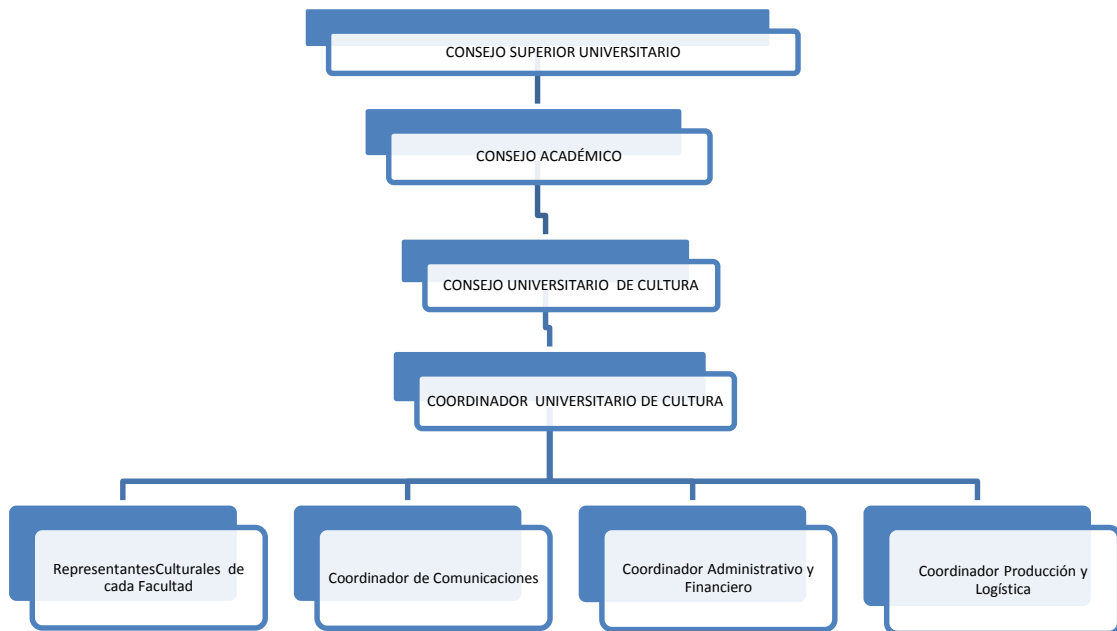 CONSEJO SUPERIOR UNIVERSITARIO
CONSEJO ACADÉMICO
CONSEJO UNIVERSITARIO DE CULTURA
COORDINADOR UNIVERSITARIO DE CULTURA
RepresentantesCulturales de
cada Facultad
Coordinador de Comunicaciones
Coordinador Administrativo y
Financiero
Coordinador Producción y
Logística